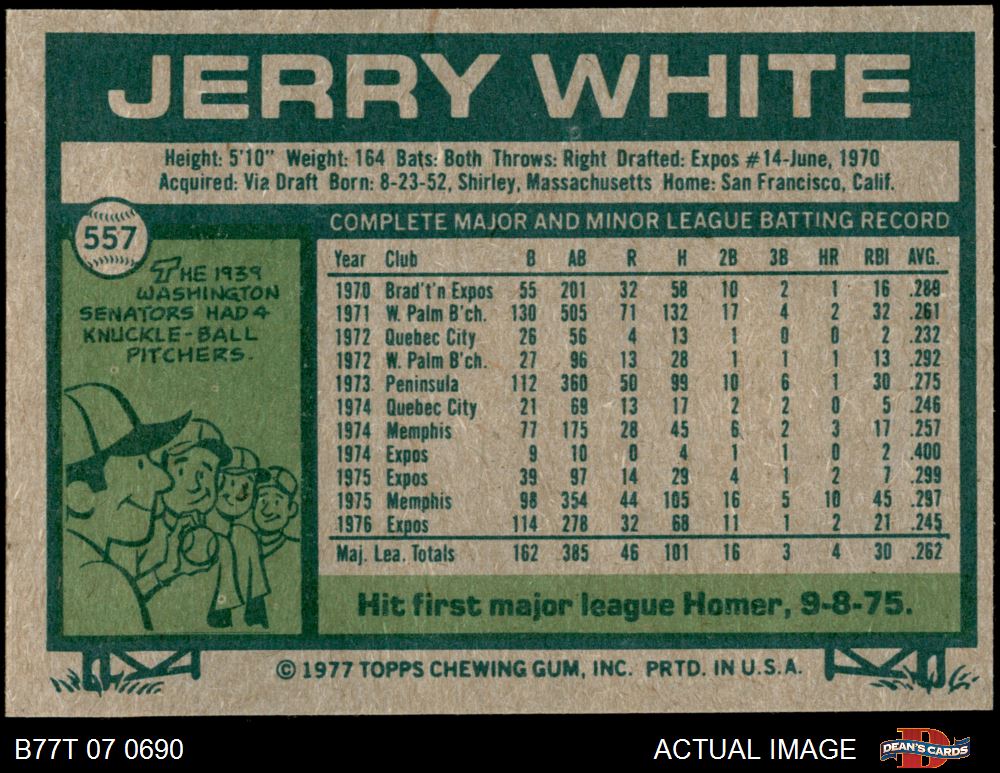 JERRY WHITE
Height: 5'10" Weight: 164 Bats: Both Throws: Right Drafted: Expos #14-June, 1970
Acquired: Via Draft Born: 8-23-52, Shirley, Massachusetts Home: San Francisco, Calif.
557
THE 1939
WASHINGTON
SENATORS HAD 4
KNUCKLE-BALL
PITCHERS.
COMPLETE MAJOR AND MINOR LEAGUE BATTING RECORD
Year Club B AB R H 2B 3B HR RBI AVG.
1970 Brad't'n Expos 55 201 32 58 10 2 1 16 .289
1971 W. Palm B'ch. 130 505 71 132 17 4 2 32 .261
1972 Quebec City 26 56 4 13 1 0 0 2 .232
1972 W. Palm B'ch. 27 96 13 28 1 1 1 13 .292
1973 Peninsula 112 360 50 99 10 6 1 30 .275
1974 Quebec City 21 69 13 17 2 2 0 5 .246
1974 Memphis 77 175 28 45 6 2 3 17 .257
1974 Expos 9 10 0 4 1 1 0 2 .400
1975 Expos 39 97 14 29 4 1 2 7 .299
1975 Memphis 98 354 44 105 16 5 10 45 .297
1976 Expos 114 278 32 68 11 1 2 21 .245
Maj. Lea. Totals 162 385 46 101 16 3 4 30 .262
Hit first major league Homer, 9-8-75.
© 1977 TOPPS CHEWING GUM, INC. PRTD. IN U.S.A.
B77T 07 0690
ACTUAL IMAGE
DEAN'S CARDS